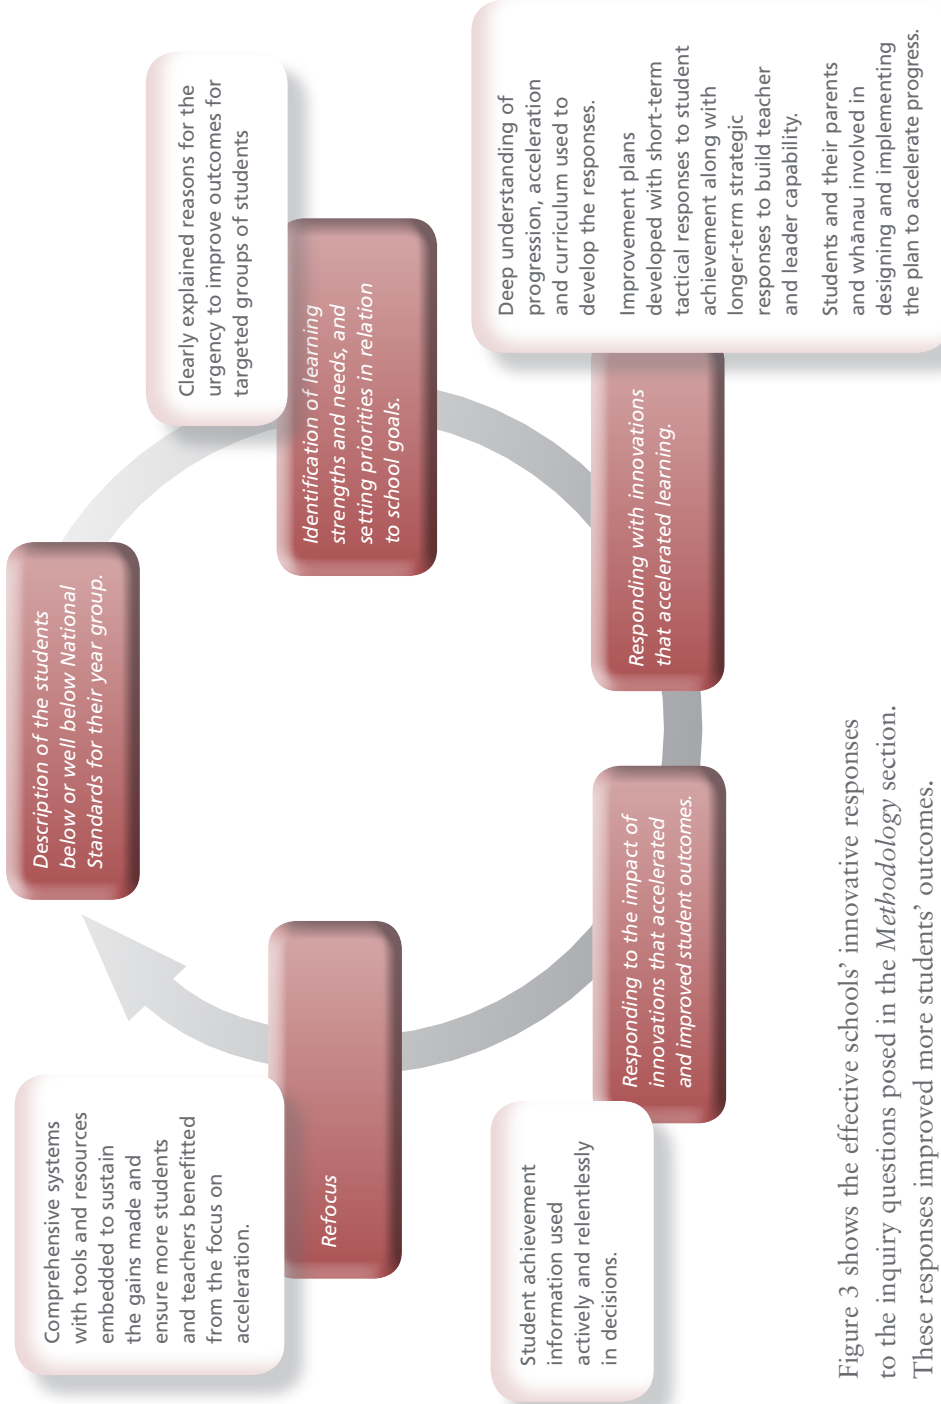 Description of the students
below or well below National
Standards for their year group.
Clearly explained reasons for the
urgency to improve outcomes for
targeted groups of students
Identification of learning
strengths and needs, and
setting priorities in relation
to school goals.
Deep understanding of
progression, acceleration
and curriculum used to
develop the responses.
Improvement plans
developed with short-term
tactical responses to student
achievement along with
longer-term strategic
responses to build teacher
and leader capability.
Students and their parents
and whānau involved in
designing and implementing
the plan to accelerate progress.
Responding with innovations
that accelerated learning.
Responding to the impact of
innovations that accelerated
and improved student outcomes.
Student achievement
information used
actively and relentlessly
in decisions.
Refocus
Comprehensive systems
with tools and resources
embedded to sustain
the gains made and
ensure more students
and teachers benefitted
from the focus on
acceleration.
Figure 3 shows the effective schools’ innovative responses
to the inquiry questions posed in the Methodology section.
These responses improved more students’ outcomes.